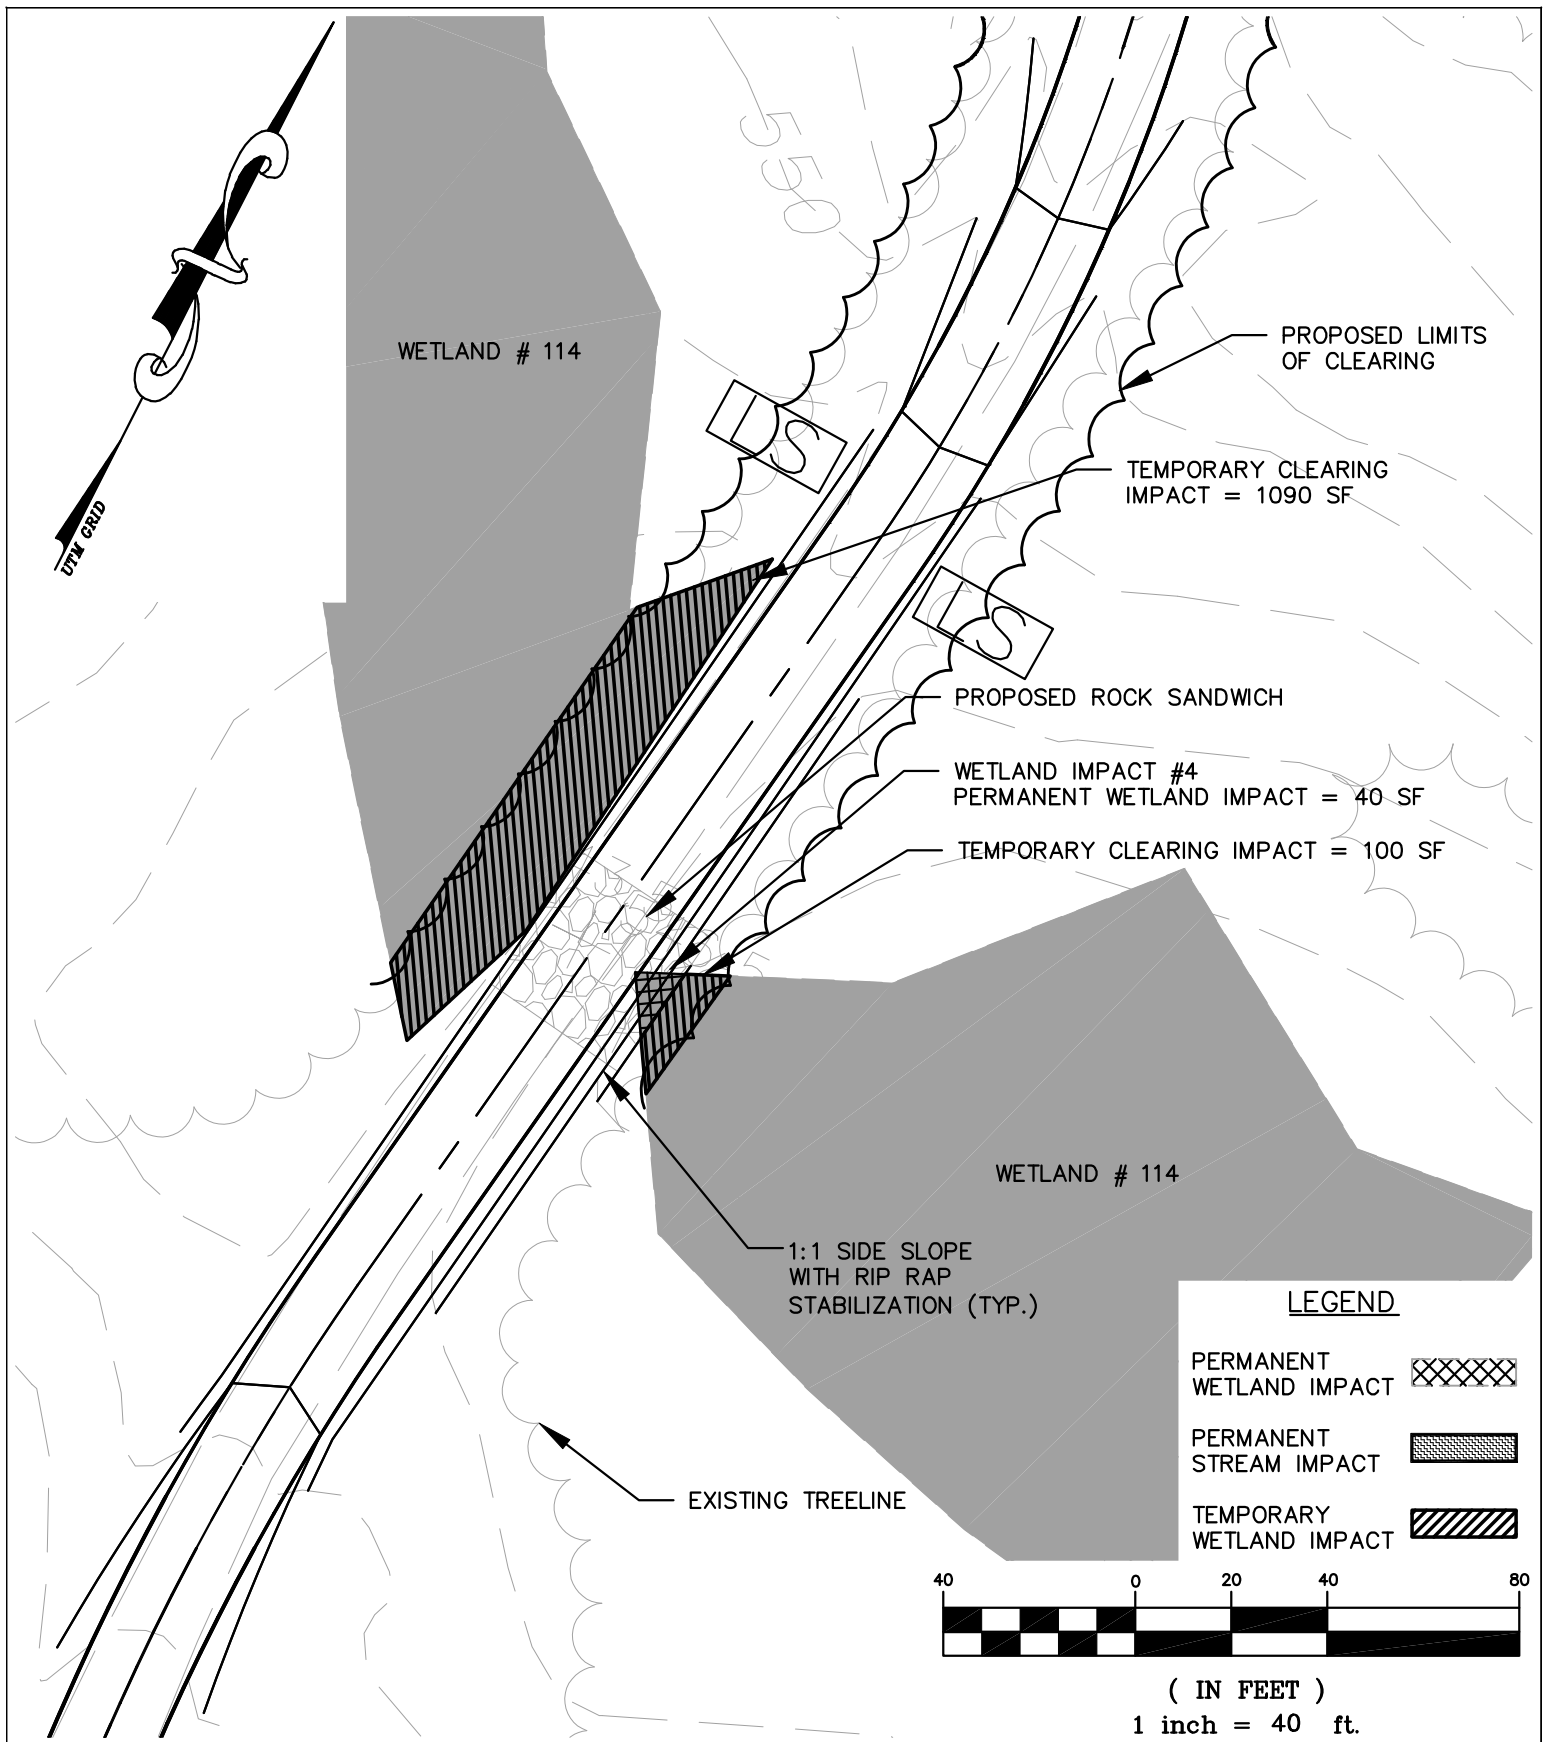 550
WETLAND # 114
PROPOSED LIMITS
OF CLEARING
LS
TEMPORARY CLEARING
IMPACT = 1090 SF
UTM GRID
LS
PROPOSED ROCK SANDWICH
WETLAND IMPACT #4
PERMANENT WETLAND IMPACT = 40 SF
TEMPORARY CLEARING IMPACT = 100 SF
WETLAND # 114
1:1 SIDE SLOPE
WITH RIP RAP
STABILIZATION (TYP.)
EXISTING TREELINE
LEGEND
PERMANENT
WETLAND IMPACT
PERMANENT
STREAM IMPACT
TEMPORARY
WETLAND IMPACT
40 0 20 40 80
( IN FEET )
1 inch = 40 ft.